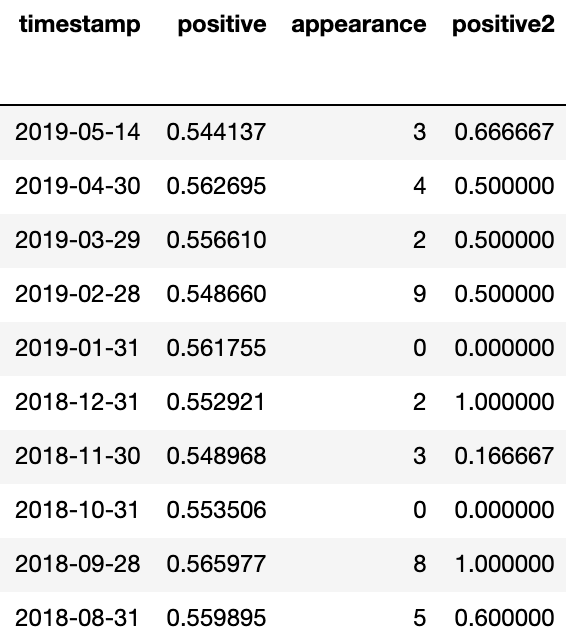 timestamp positive appearance positive2
2019-05-14 0.544137 3 0.666667
2019-04-30 0.562695 4 0.500000
2019-03-29 0.556610 2 0.500000
2019-02-28 0.548660 9 0.500000
2019-01-31 0.561755 0 0.000000
2018-12-31 0.552921 2 1.000000
2018-11-30 0.548968 3 0.166667
2018-10-31 0.553506 0 0.000000
2018-09-28 0.565977 8 1.000000
2018-08-31 0.559895 5 0.600000